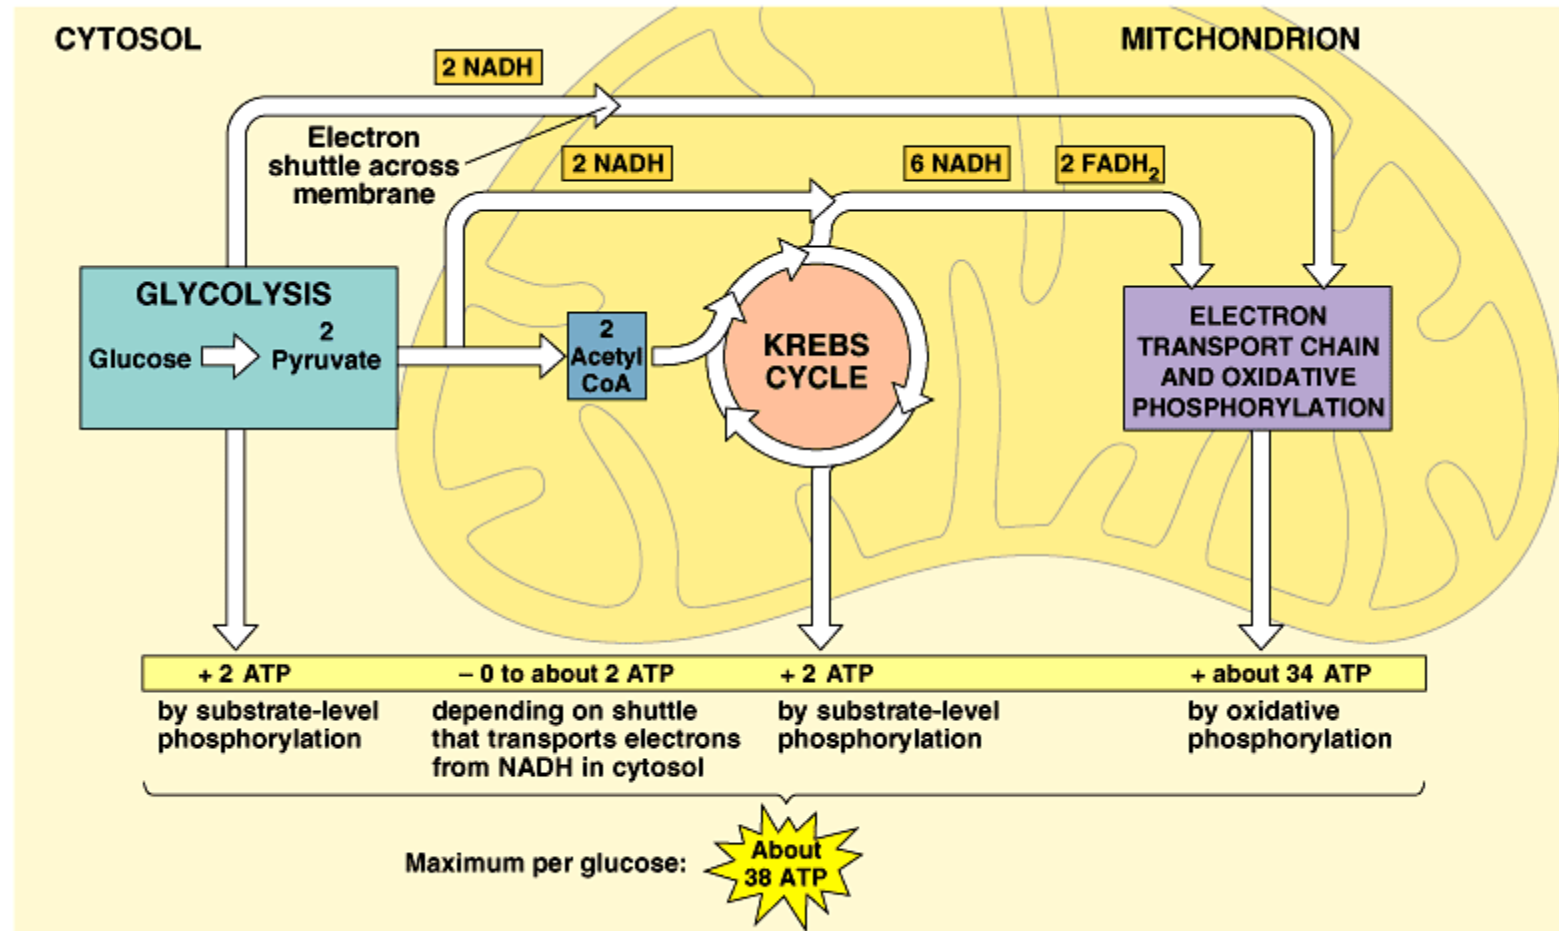 CYTOSOL
MITCHONDRION
2 NADH
Electron
shuttle across
membrane
2 NADH
6 NADH
2 FADH₂
GLYCOLYSIS
2
Glucose
Pyruvate
2
Acetyl
CoA
KREBS
CYCLE
ELECTRON
TRANSPORT CHAIN
AND OXIDATIVE
PHOSPHORYLATION
+ 2 ATP
by substrate-level
phosphorylation
– 0 to about 2 ATP
depending on shuttle
that transports electrons
from NADH in cytosol
+ 2 ATP
by substrate-level
phosphorylation
+ about 34 ATP
by oxidative
phosphorylation
Maximum per glucose:
About
38 ATP